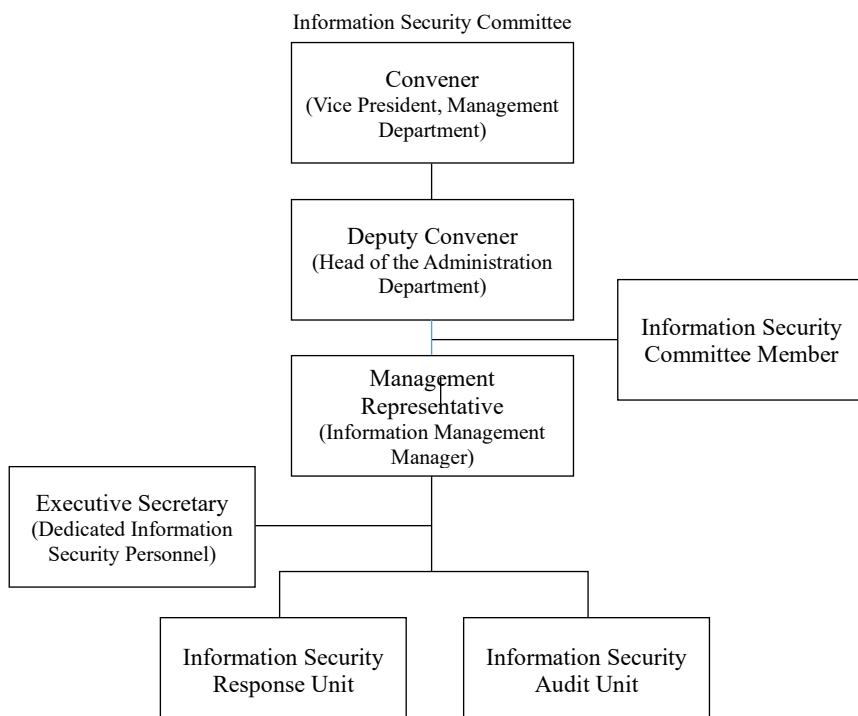 Information Security Committee
Convener
(Vice President, Management
Department)
Deputy Convener
(Head of the Administration
Department)
Information Security
Committee Member
Management
Representative
(Information Management
Manager)
Executive Secretary
(Dedicated Information
Security Personnel)
Information Security
Response Unit
Information Security
Audit Unit